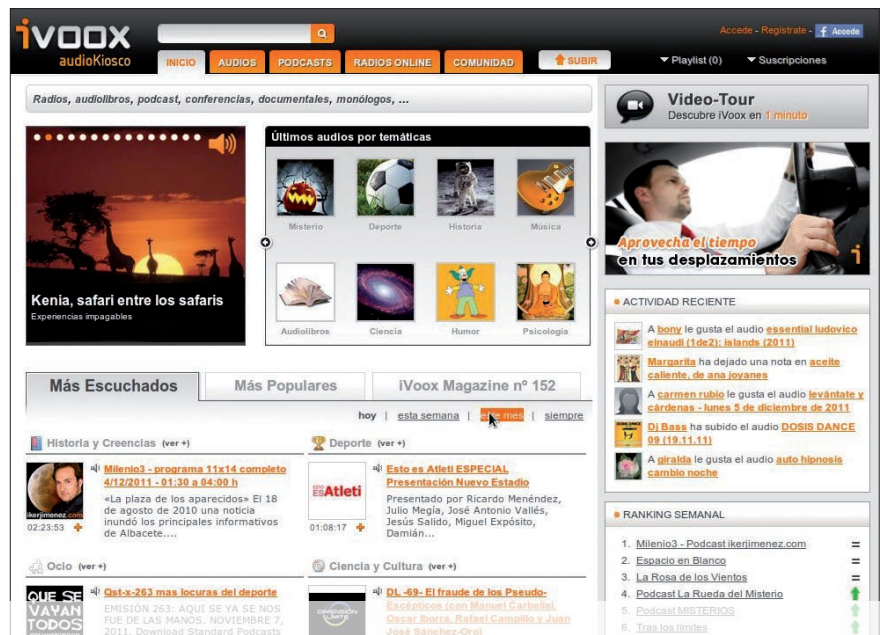 iVOOX
audioKiosco
Accede - Regístrate - f Accede
INICIO AUDIOS PODCASTS RADIOS ONLINE COMUNIDAD SUBIR
Playlist (0) Suscripciones
Radios, audiolibros, podcast, conferencias, documentales, monólogos, ...
Kenia, safari entre los safaris
Experiencias impagables
Últimos audios por temáticas
Misterio Deporte Historia Música
Audiolibros Ciencia Humor Psicología
Video-Tour
Descubre iVoox en 1 minuto
Aprovecha el tiempo
en tus desplazamientos
ACTIVIDAD RECIENTE
A bony le gusta el audio essential ludovico
einaudi (1de2): islands (2011)
Margarita ha dejado una nota en aceite
caliente, de ana joyanes
A carmen rubio le gusta el audio levántate y
cárdenas - lunes 5 de diciembre de 2011
Dj Bass ha subido el audio DOSIS DANCE
09 (19.11.11)
A giralda le gusta el audio auto hipnosis
cambio noche
Más Escuchados Más Populares iVoox Magazine nº 152
hoy | esta semana | este mes | siempre
Historia y Creencias (ver +)
ikerjimenez.com
02:23:53
Milenio3 - programa 11x14 completo
4/12/2011 - 01:30 a 04:00 h
«La plaza de los aparecidos» El 18
de agosto de 2010 una noticia
inundó los principales informativos
de Albacete....
Deporte (ver +)
ESAtleti
01:08:17
Esto es Atleti ESPECIAL
Presentación Nuevo Estadio
Presentado por Ricardo Menéndez,
Julio Megía, José Antonio Vallés,
Jesús Salido, Miguel Expósito,
Damián...
Ocio (ver +)
QUE SE
VAYAN
TODOS
Qst-x-263 mas locuras del deporte
EMISIÓN 263: AQUI SE YA SE NOS
FUE DE LAS MANOS. NOVIEMBRE 7,
2011. Download Standard Podcasts
Ciencia y Cultura (ver +)
DIMENSIÓN
LÍMITE
DL -69- El fraude de los Pseudo-
Escépticos (con Manuel Carballal,
Oscar Iborra, Rafael Campillo y Juan
José Sánchez-Oro)
RANKING SEMANAL
1. Milenio3 - Podcast ikerjimenez.com
2. Espacio en Blanco
3. La Rosa de los Vientos
4. Podcast La Rueda del Misterio
5. Podcast MISTERIOS
6. Tras los límites